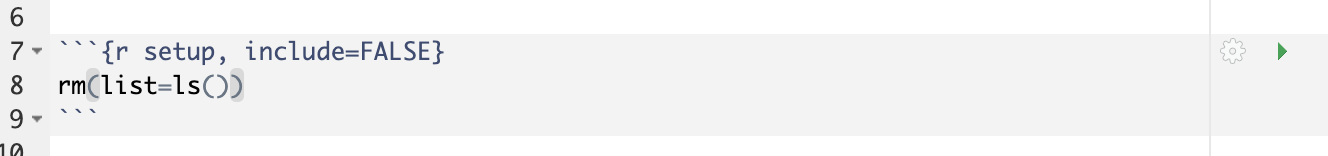 6
7 ```{r setup, include=FALSE}
8 rm(list=ls())
9 ```
10